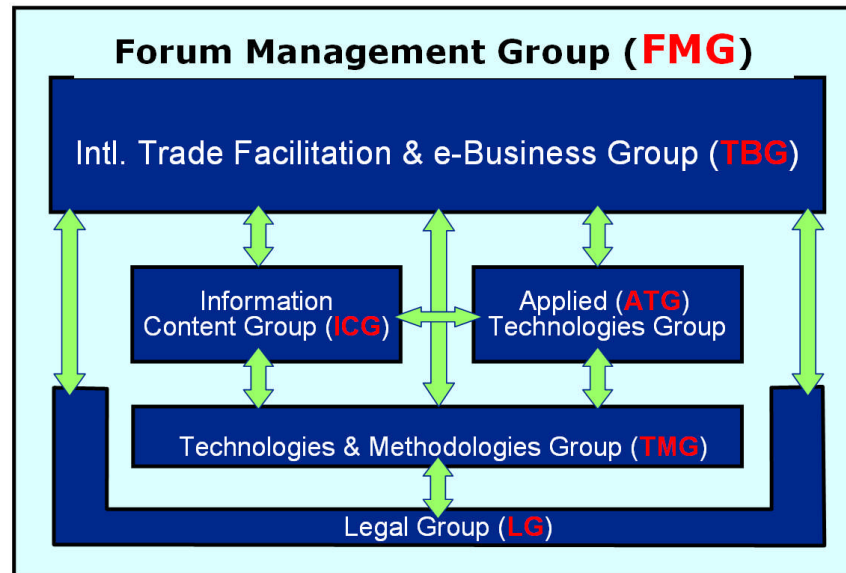 Forum Management Group (FMG)
Intl. Trade Facilitation & e-Business Group (TBG)
Information
Content Group (ICG)
Applied (ATG)
Technologies Group
Technologies & Methodologies Group (TMG)
Legal Group (LG)